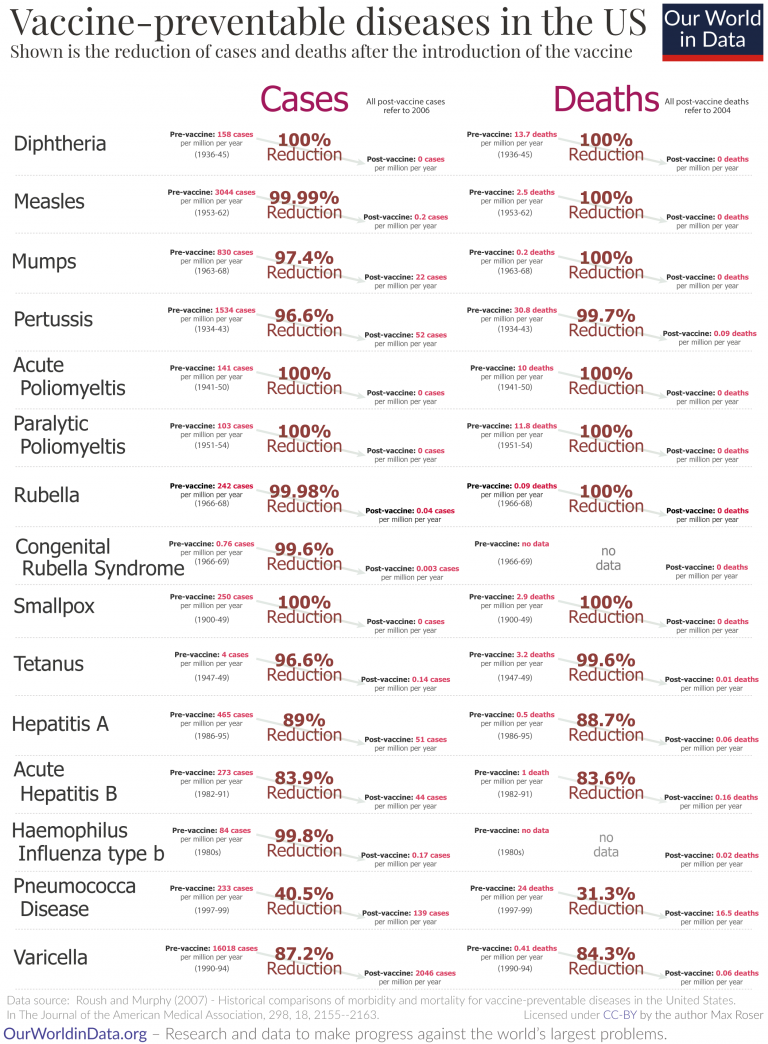 Vaccine-preventable diseases in the US
Our World
in Data
Shown is the reduction of cases and deaths after the introduction of the vaccine
Cases
All post-vaccine cases
refer to 2006
Deaths
All post-vaccine deaths
refer to 2004
Diphtheria
Pre-vaccine: 158 cases
per million per year
(1936-45)
100%
Reduction
Post-vaccine: 0 cases
per million per year
Pre-vaccine: 13.7 deaths
per million per year
(1936-45)
100%
Reduction
Post-vaccine: 0 deaths
per million per year
Measles
Pre-vaccine: 3044 cases
per million per year
(1953-62)
99.99%
Reduction
Post-vaccine: 0.2 cases
per million per year
Pre-vaccine: 2.5 deaths
per million per year
(1953-62)
100%
Reduction
Post-vaccine: 0 deaths
per million per year
Mumps
Pre-vaccine: 830 cases
per million per year
(1963-68)
97.4%
Reduction
Post-vaccine: 22 cases
per million per year
Pre-vaccine: 0.2 deaths
per million per year
(1963-68)
100%
Reduction
Post-vaccine: 0 deaths
per million per year
Pertussis
Pre-vaccine: 1534 cases
per million per year
(1934-43)
96.6%
Reduction
Post-vaccine: 52 cases
per million per year
Pre-vaccine: 30.8 deaths
per million per year
(1934-43)
99.7%
Reduction
Post-vaccine: 0.09 deaths
per million per year
Acute
Poliomyeltis
Pre-vaccine: 141 cases
per million per year
(1941-50)
100%
Reduction
Post-vaccine: 0 cases
per million per year
Pre-vaccine: 10 deaths
per million per year
(1941-50)
100%
Reduction
Post-vaccine: 0 deaths
per million per year
Paralytic
Poliomyeltis
Pre-vaccine: 103 cases
per million per year
(1951-54)
100%
Reduction
Post-vaccine: 0 cases
per million per year
Pre-vaccine: 11.8 deaths
per million per year
(1951-54)
100%
Reduction
Post-vaccine: 0 deaths
per million per year
Rubella
Pre-vaccine: 242 cases
per million per year
(1966-68)
99.98%
Reduction
Post-vaccine: 0.04 cases
per million per year
Pre-vaccine: 0.09 deaths
per million per year
(1966-68)
100%
Reduction
Post-vaccine: 0 deaths
per million per year
Congenital
Rubella Syndrome
Pre-vaccine: 0.76 cases
per million per year
(1966-69)
99.6%
Reduction
Post-vaccine: 0.003 cases
per million per year
Pre-vaccine: no data
(1966-69)
no
data
Post-vaccine: 0 deaths
per million per year
Smallpox
Pre-vaccine: 250 cases
per million per year
(1900-49)
100%
Reduction
Post-vaccine: 0 cases
per million per year
Pre-vaccine: 2.9 deaths
per million per year
(1900-49)
100%
Reduction
Post-vaccine: 0 deaths
per million per year
Tetanus
Pre-vaccine: 4 cases
per million per year
(1947-49)
96.6%
Reduction
Post-vaccine: 0.14 cases
per million per year
Pre-vaccine: 3.2 deaths
per million per year
(1947-49)
99.6%
Reduction
Post-vaccine: 0.01 deaths
per million per year
Hepatitis A
Pre-vaccine: 465 cases
per million per year
(1986-95)
89%
Reduction
Post-vaccine: 51 cases
per million per year
Pre-vaccine: 0.5 deaths
per million per year
(1986-95)
88.7%
Reduction
Post-vaccine: 0.06 deaths
per million per year
Acute
Hepatitis B
Pre-vaccine: 273 cases
per million per year
(1982-91)
83.9%
Reduction
Post-vaccine: 44 cases
per million per year
Pre-vaccine: 1 death
per million per year
(1982-91)
83.6%
Reduction
Post-vaccine: 0.16 deaths
per million per year
Haemophilus
Influenza type b
Pre-vaccine: 84 cases
per million per year
(1980s)
99.8%
Reduction
Post-vaccine: 0.17 cases
per million per year
Pre-vaccine: no data
(1980s)
no
data
Post-vaccine: 0.02 deaths
per million per year
Pneumococca
Disease
Pre-vaccine: 233 cases
per million per year
(1997-99)
40.5%
Reduction
Post-vaccine: 139 cases
per million per year
Pre-vaccine: 24 deaths
per million per year
(1997-99)
31.3%
Reduction
Post-vaccine: 16.5 deaths
per million per year
Varicella
Pre-vaccine: 16018 cases
per million per year
(1990-94)
87.2%
Reduction
Post-vaccine: 2046 cases
per million per year
Pre-vaccine: 0.41 deaths
per million per year
(1990-94)
84.3%
Reduction
Post-vaccine: 0.06 deaths
per million per year
Data source: Roush and Murphy (2007) - Historical comparisons of morbidity and mortality for vaccine-preventable diseases in the United States.
In The Journal of the American Medical Association, 298, 18, 2155--2163.
Licensed under CC-BY by the author Max Roser
OurWorldinData.org – Research and data to make progress against the world's largest problems.